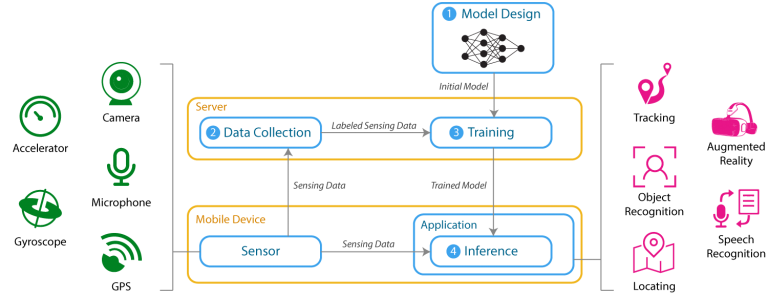 1 Model Design
Initial Model
Server
2 Data Collection
Labeled Sensing Data
3 Training
Sensing Data
Trained Model
Mobile Device
Application
Sensor
Sensing Data
4 Inference
Camera
Accelerator
Microphone
Gyroscope
GPS
Tracking
Augmented
Reality
Object
Recognition
Speech
Recognition
Locating